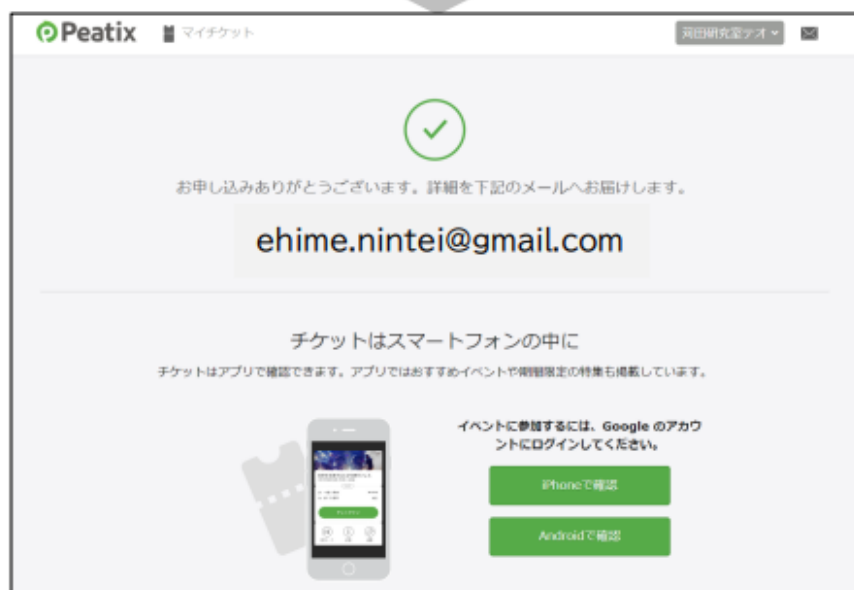 Peatix
マイチケット
苅田研究室テオ
お申し込みありがとうございます。詳細を下記のメールへお届けします。
ehime.nintei@gmail.com
チケットはスマートフォンの中に
チケットはアプリで確認できます。アプリではおすすめイベントや期間限定の特集も掲載しています。
イベントに参加するには、Google のアカウ
ントにログインしてください。
iPhoneで確認
Androidで確認